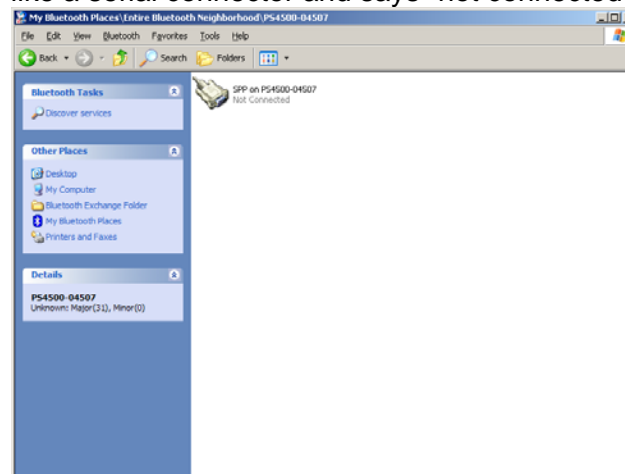 like a serial connector and says "not connected
My Bluetooth Places\Entire Bluetooth Neighborhood\PS4500-04507
File Edit View Bluetooth Favorites Tools Help
Back Search Folders
SPP on PS4500-04507
Not Connected
Bluetooth Tasks
Discover services
Other Places
Desktop
My Computer
Bluetooth Exchange Folder
My Bluetooth Places
Printers and Faxes
Details
PS4500-04507
Unknown: Major(31), Minor(0)